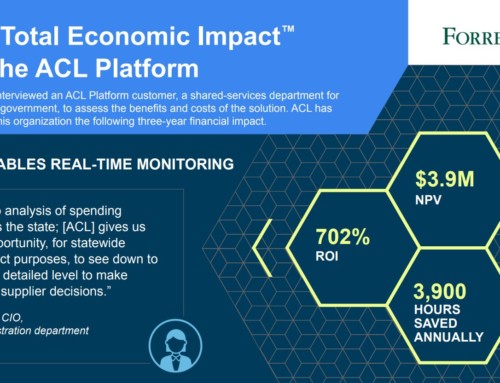 Total Economic Impact™
he ACL Platform
nterviewed an ACL Platform customer, a shared-services department for
government, to assess the benefits and costs of the solution. ACL has
his organization the following three-year financial impact.
FORRE
ABLES REAL-TIME MONITORING
o analysis of spending
s the state; [ACL] gives us
portunity, for statewide
ct purposes, to see down to
detailed level to make
supplier decisions.”
CIO,
stration department
702%
ROI
$3.9M
NPV
3,900
HOURS
SAVED
ANNUALLY